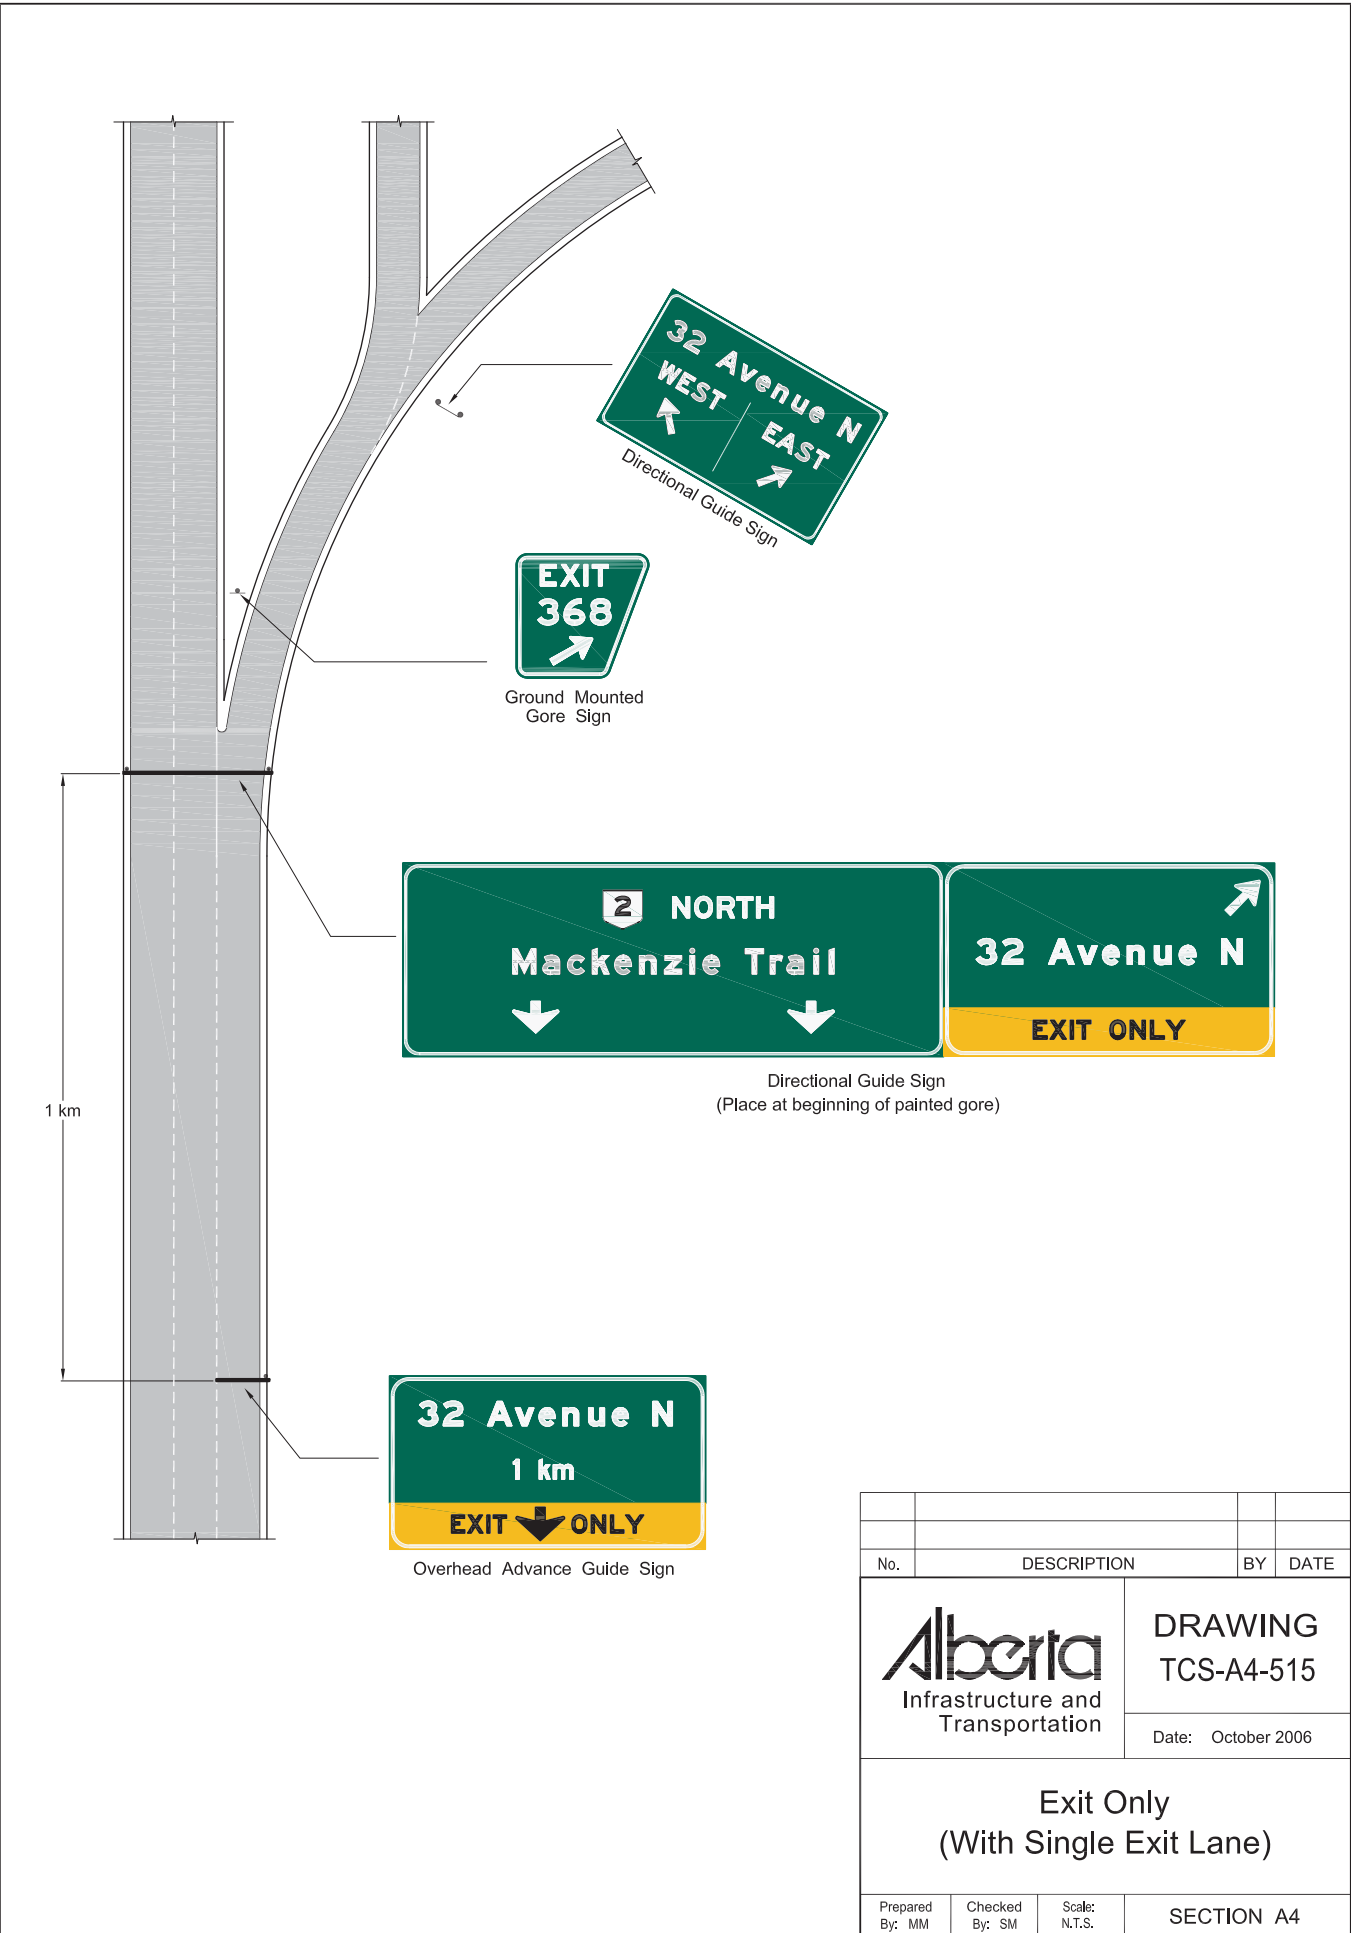 32 Avenue N
WEST
EAST
Directional Guide Sign
EXIT
368
Ground Mounted
Gore Sign
2 NORTH
Mackenzie Trail
32 Avenue N
EXIT ONLY
Directional Guide Sign
(Place at beginning of painted gore)
1 km
32 Avenue N
1 km
EXIT ONLY
Overhead Advance Guide Sign
No. DESCRIPTION BY DATE
Alberta
Infrastructure and
Transportation
DRAWING
TCS-A4-515
Date: October 2006
Exit Only
(With Single Exit Lane)
Prepared
By: MM
Checked
By: SM
Scale:
N.T.S.
SECTION A4